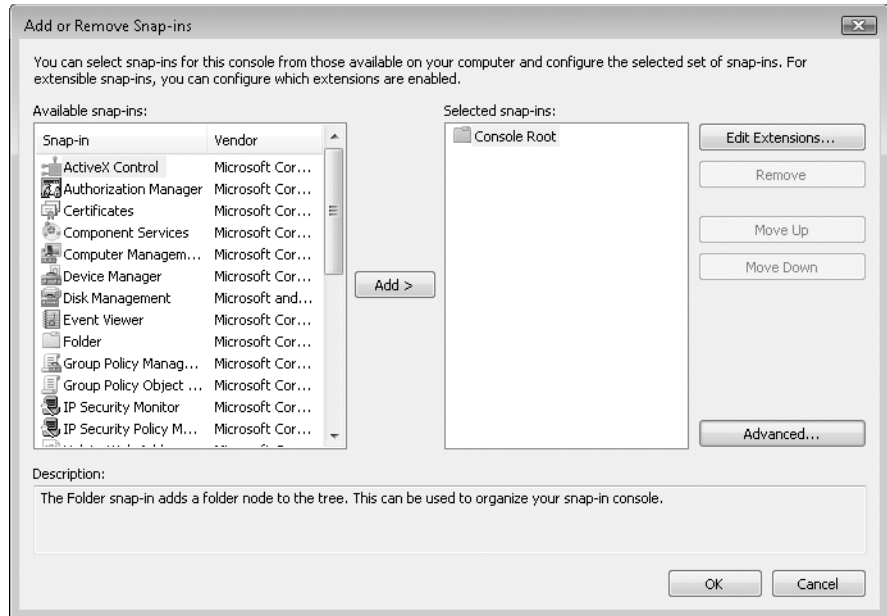 Add or Remove Snap-ins
You can select snap-ins for this console from those available on your computer and configure the selected set of snap-ins. For
extensible snap-ins, you can configure which extensions are enabled.
Available snap-ins:
Selected snap-ins:
Snap-in Vendor
Console Root
Edit Extensions...
ActiveX Control Microsoft Cor...
Remove
Authorization Manager Microsoft Cor...
Certificates Microsoft Cor...
Component Services Microsoft Cor...
Move Up
Computer Managem... Microsoft Cor...
Move Down
Device Manager Microsoft Cor...
Add >
Disk Management Microsoft and...
Event Viewer Microsoft Cor...
Folder Microsoft Cor...
Group Policy Manag... Microsoft Cor...
Group Policy Object ... Microsoft Cor...
IP Security Monitor Microsoft Cor...
IP Security Policy M... Microsoft Cor...
Advanced...
Description:
The Folder snap-in adds a folder node to the tree. This can be used to organize your snap-in console.
OK
Cancel